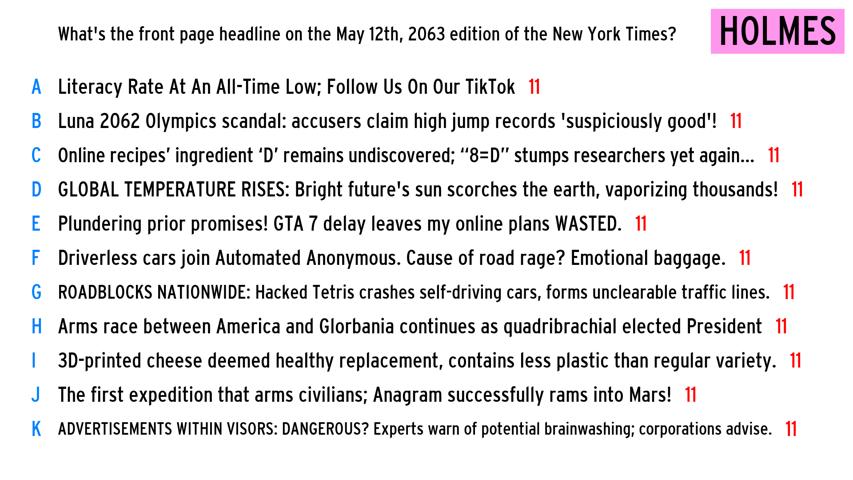 What's the front page headline on the May 12th, 2063 edition of the New York Times?
HOLMES
A Literacy Rate At An All-Time Low; Follow Us On Our TikTok 11
B Luna 2062 Olympics scandal: accusers claim high jump records 'suspiciously good'! 11
C Online recipes’ ingredient ‘D’ remains undiscovered; “8=D” stumps researchers yet again... 11
D GLOBAL TEMPERATURE RISES: Bright future's sun scorches the earth, vaporizing thousands! 11
E Plundering prior promises! GTA 7 delay leaves my online plans WASTED. 11
F Driverless cars join Automated Anonymous. Cause of road rage? Emotional baggage. 11
G ROADBLOCKS NATIONWIDE: Hacked Tetris crashes self-driving cars, forms unclearable traffic lines. 11
H Arms race between America and Glorbania continues as quadribrachial elected President 11
I 3D-printed cheese deemed healthy replacement, contains less plastic than regular variety. 11
J The first expedition that arms civilians; Anagram successfully rams into Mars! 11
K ADVERTISEMENTS WITHIN VISORS: DANGEROUS? Experts warn of potential brainwashing; corporations advise. 11